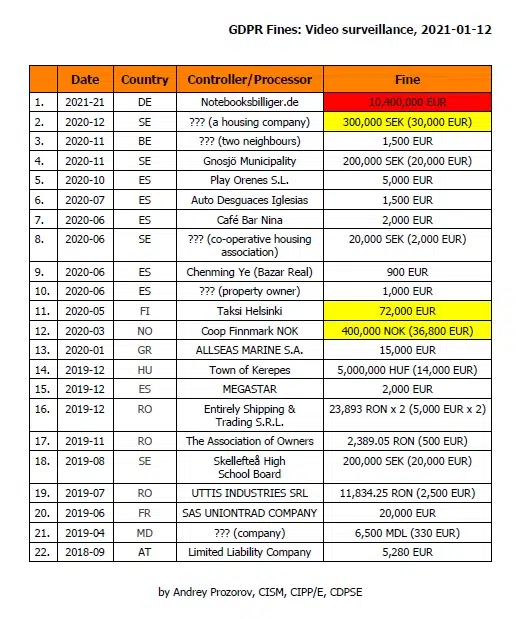 GDPR Fines: Video surveillance, 2021-01-12
Date Country Controller/Processor Fine
1. 2021-21 DE Notebooksbilliger.de 10,400,000 EUR
2. 2020-12 SE ??? (a housing company) 300,000 SEK (30,000 EUR)
3. 2020-11 BE ??? (two neighbours) 1,500 EUR
4. 2020-11 SE Gnosjö Municipality 200,000 SEK (20,000 EUR)
5. 2020-10 ES Play Orenes S.L. 5,000 EUR
6. 2020-07 ES Auto Desguaces Iglesias 1,500 EUR
7. 2020-06 ES Café Bar Nina 2,000 EUR
8. 2020-06 SE ??? (co-operative housing 20,000 SEK (2,000 EUR)
association)
9. 2020-06 ES Chenming Ye (Bazar Real) 900 EUR
10. 2020-06 ES ??? (property owner) 1,000 EUR
11. 2020-05 FI Taksi Helsinki 72,000 EUR
12. 2020-03 NO Coop Finnmark NOK 400,000 NOK (36,800 EUR)
13. 2020-01 GR ALLSEAS MARINE S.A. 15,000 EUR
14. 2019-12 HU Town of Kerepes 5,000,000 HUF (14,000 EUR)
15. 2019-12 ES MEGASTAR 2,000 EUR
16. 2019-12 RO Entirely Shipping & 23,893 RON x 2 (5,000 EUR x 2)
Trading S.R.L.
17. 2019-11 RO The Association of Owners 2,389.05 RON (500 EUR)
18. 2019-08 SE Skellefteå High 200,000 SEK (20,000 EUR)
School Board
19. 2019-07 RO UTTIS INDUSTRIES SRL 11,834.25 RON (2,500 EUR)
20. 2019-06 FR SAS UNIONTRAD COMPANY 20,000 EUR
21. 2019-04 MD ??? (company) 6,500 MDL (330 EUR)
22. 2018-09 AT Limited Liability Company 5,280 EUR
by Andrey Prozorov, CISM, CIPP/E, CDPSE